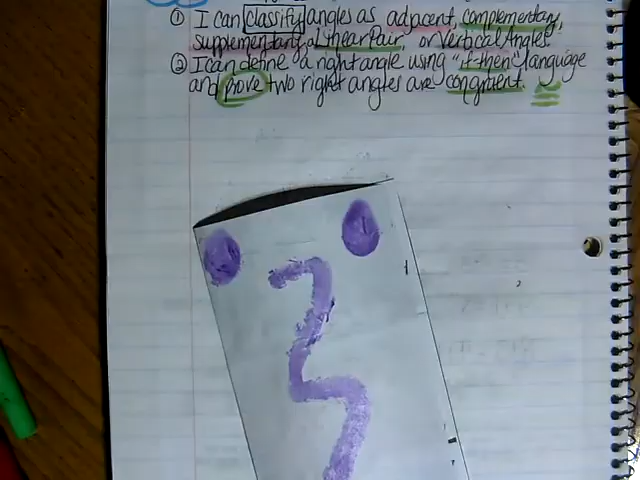 ① I can classify angles as adjacent, complementary,
supplementary, Linear Pair, or Vertical Angles.
② I can define a right angle using "if then" language
and prove two right angles are congruent.